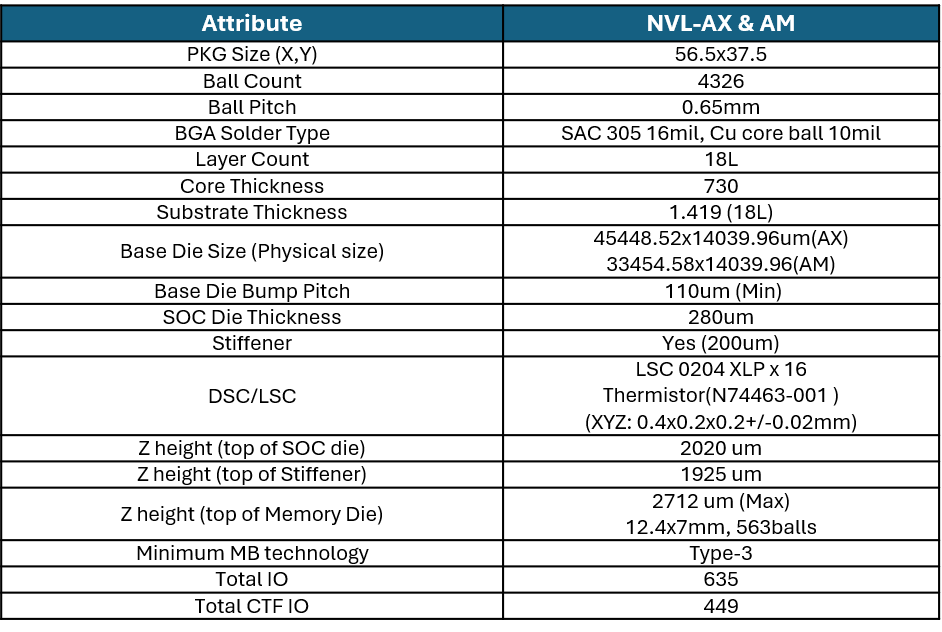 Attribute NVL-AX & AM
PKG Size (X,Y) 56.5x37.5
Ball Count 4326
Ball Pitch 0.65mm
BGA Solder Type SAC 305 16mil, Cu core ball 10mil
Layer Count 18L
Core Thickness 730
Substrate Thickness 1.419 (18L)
Base Die Size (Physical size) 45448.52x14039.96um(AX)
33454.58x14039.96(AM)
Base Die Bump Pitch 110um (Min)
SOC Die Thickness 280um
Stiffener Yes (200um)
DSC/LSC LSC 0204 XLP x 16
Thermistor(N74463-001 )
(XYZ: 0.4x0.2x0.2+/-0.02mm)
Z height (top of SOC die) 2020 um
Z height (top of Stiffener) 1925 um
Z height (top of Memory Die) 2712 um (Max)
12.4x7mm, 563balls
Minimum MB technology Type-3
Total IO 635
Total CTF IO 449